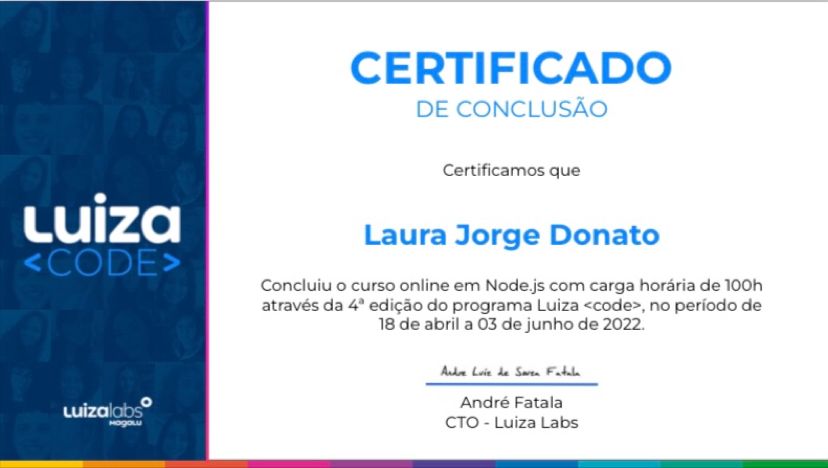 Luiza
<CODE>
luizalabs
Magalu
CERTIFICADO
DE CONCLUSÃO
Certificamos que
Laura Jorge Donato
Concluiu o curso online em Node.js com carga horária de 100h
através da 4ª edição do programa Luiza <code>, no período de
18 de abril a 03 de junho de 2022.
Andre Luiz de Souza Fatala
André Fatala
CTO - Luiza Labs